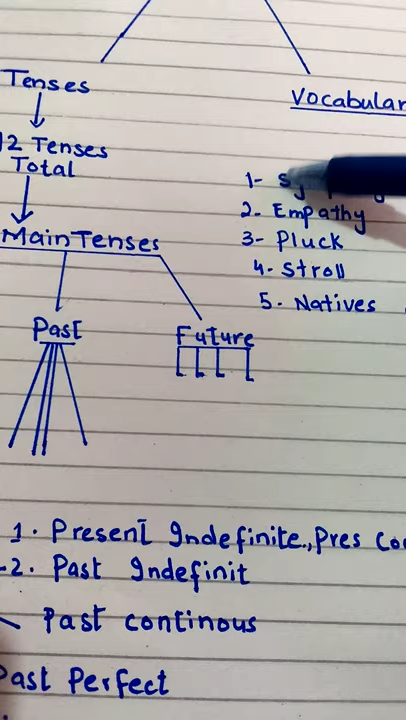 Tenses
Vocabular
12 Tenses
Total
1-
2. Empathy
Main Tenses
3- Pluck
4. Stroll
5. Natives
Past
Future
1. Present Indefinite., Pres Co
2. Past Indefinit
Past continous
Past Perfect